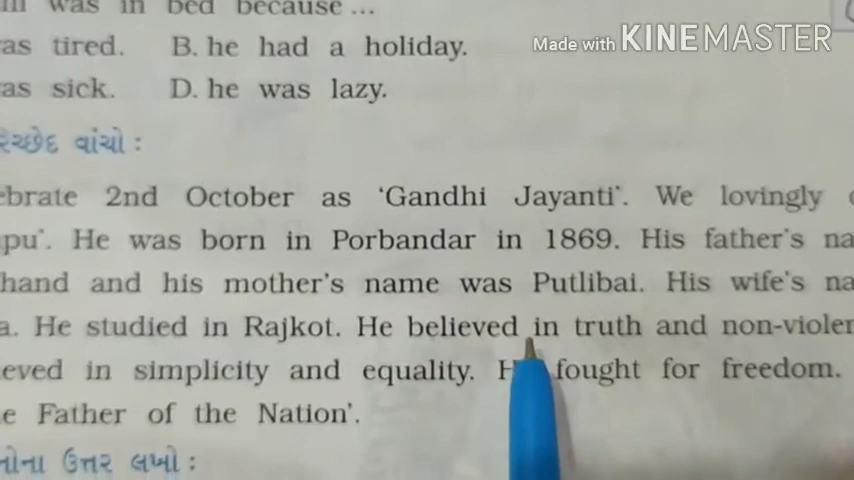 was in bed because ...
Made with KINEMASTER
as tired. B. he had a holiday.
as sick. D. he was lazy.
રિચ્છેદ વાંચો :
ebrate 2nd October as 'Gandhi Jayanti'. We lovingly
apu'. He was born in Porbandar in 1869. His father's na
hand and his mother's name was Putlibai. His wife's na
a. He studied in Rajkot. He believed in truth and non-violen
eved in simplicity and equality. fought for freedom.
e Father of the Nation'.
નોના ઉત્તર લખો :